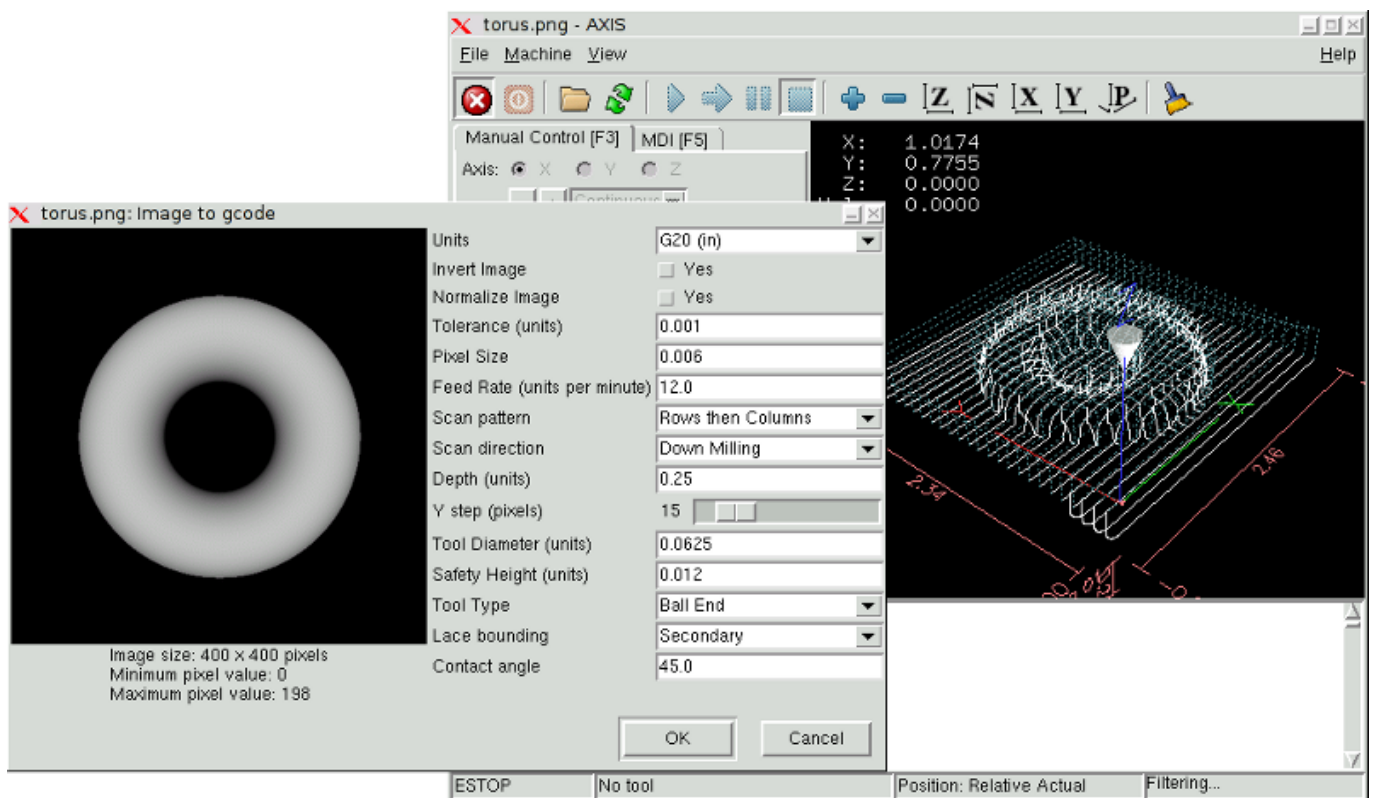 torus.png - AXIS
File Machine View Help
Z N X Y P
Manual Control [F3] MDI [F5]
Axis: X Y Z
Continuous
X: 1.0174
Y: 0.7755
Z: 0.0000
0.0000
torus.png: Image to gcode
Units G20 (in)
Invert Image Yes
Normalize Image Yes
Tolerance (units) 0.001
Pixel Size 0.006
Feed Rate (units per minute) 12.0
Scan pattern Rows then Columns
Scan direction Down Milling
Depth (units) 0.25
Y step (pixels) 15
Tool Diameter (units) 0.0625
Safety Height (units) 0.012
Tool Type Ball End
Lace bounding Secondary
Contact angle 45.0
Image size: 400 x 400 pixels
Minimum pixel value: 0
Maximum pixel value: 198
OK Cancel
X
Y
2.34
2.46
ESTOP No tool Position: Relative Actual Filtering...